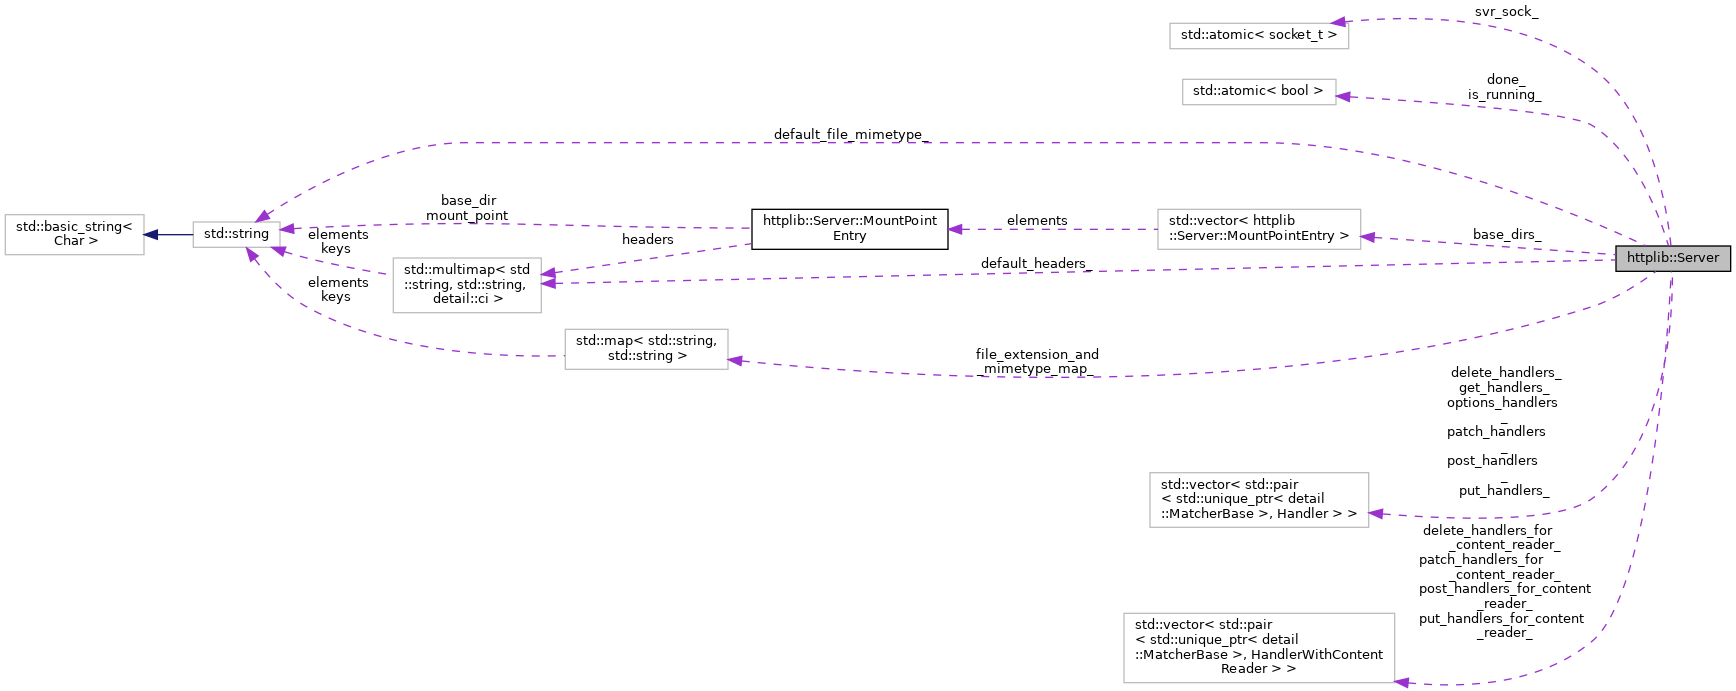 svr_sock_
std::atomic< socket_t >
done_
is_running_
std::atomic< bool >
default_file_mimetype_
base_dir
mount_point
std::basic_string<
Char >
std::string
elements
keys
httplib::Server::MountPoint
Entry
elements
std::vector< httplib
::Server::MountPointEntry >
base_dirs_
httplib::Server
headers
std::multimap< std
::string, std::string,
detail::ci >
default_headers_
elements
keys
std::map< std::string,
std::string >
file_extension_and
_mimetype_map_
delete_handlers_
get_handlers_
options_handlers
_
patch_handlers
_
post_handlers
_
put_handlers_
std::vector< std::pair
< std::unique_ptr< detail
::MatcherBase >, Handler > >
delete_handlers_for
_content_reader_
patch_handlers_for
_content_reader_
post_handlers_for_content
_reader_
put_handlers_for_content
_reader_
std::vector< std::pair
< std::unique_ptr< detail
::MatcherBase >, HandlerWithContent
Reader > >